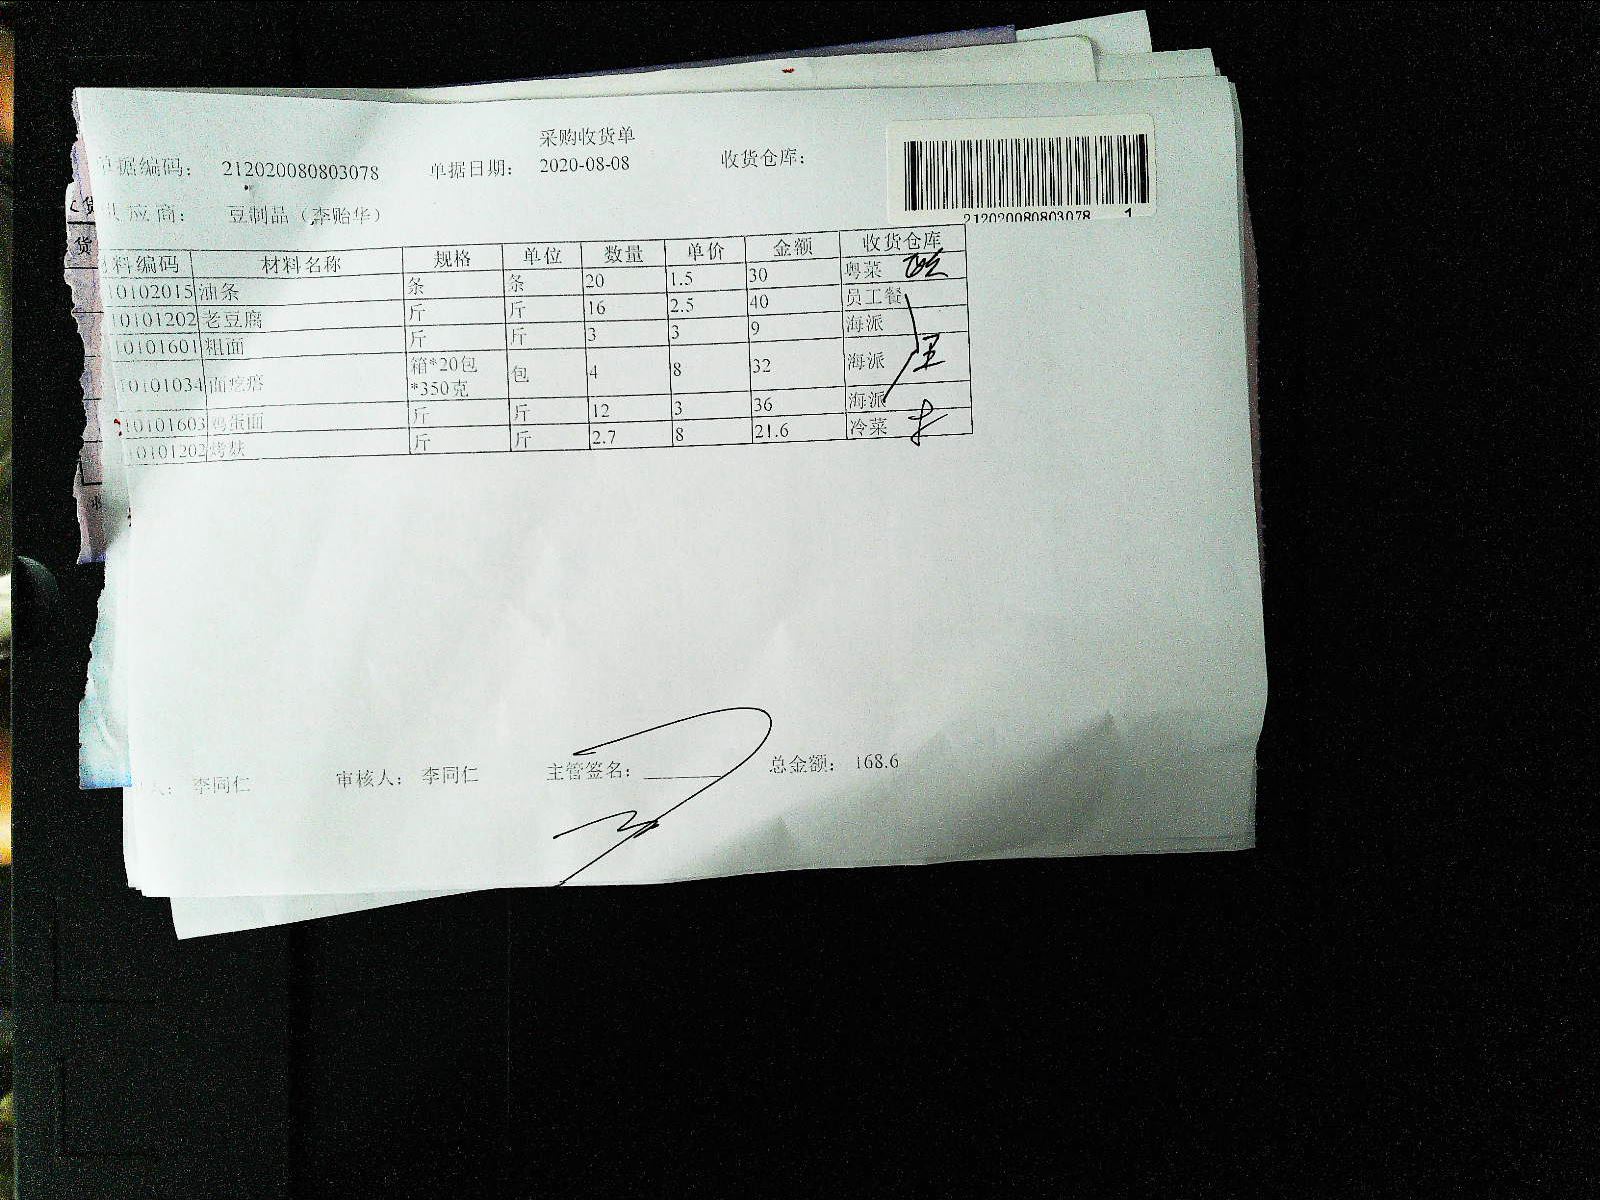 采购收货单
单据编码： 212020080803078 单据日期： 2020-08-08 收货仓库：
212020080803078 1
供应商： 豆制品（李贻华）
材料编码 材料名称 规格 单位 数量 单价 金额 收货仓库
10102015 油条 条 条 20 1.5 30 粤菜
10101202 老豆腐 斤 斤 16 2.5 40 员工餐
10101601 粗面 斤 斤 3 3 9 海派
10101034 面疙瘩 箱*20包*350克 包 4 8 32 海派
10101603 鸡蛋面 斤 斤 12 3 36 海派
10101202 烤麸 斤 斤 2.7 8 21.6 冷菜
人： 李同仁 审核人： 李同仁 主管签名： 总金额： 168.6